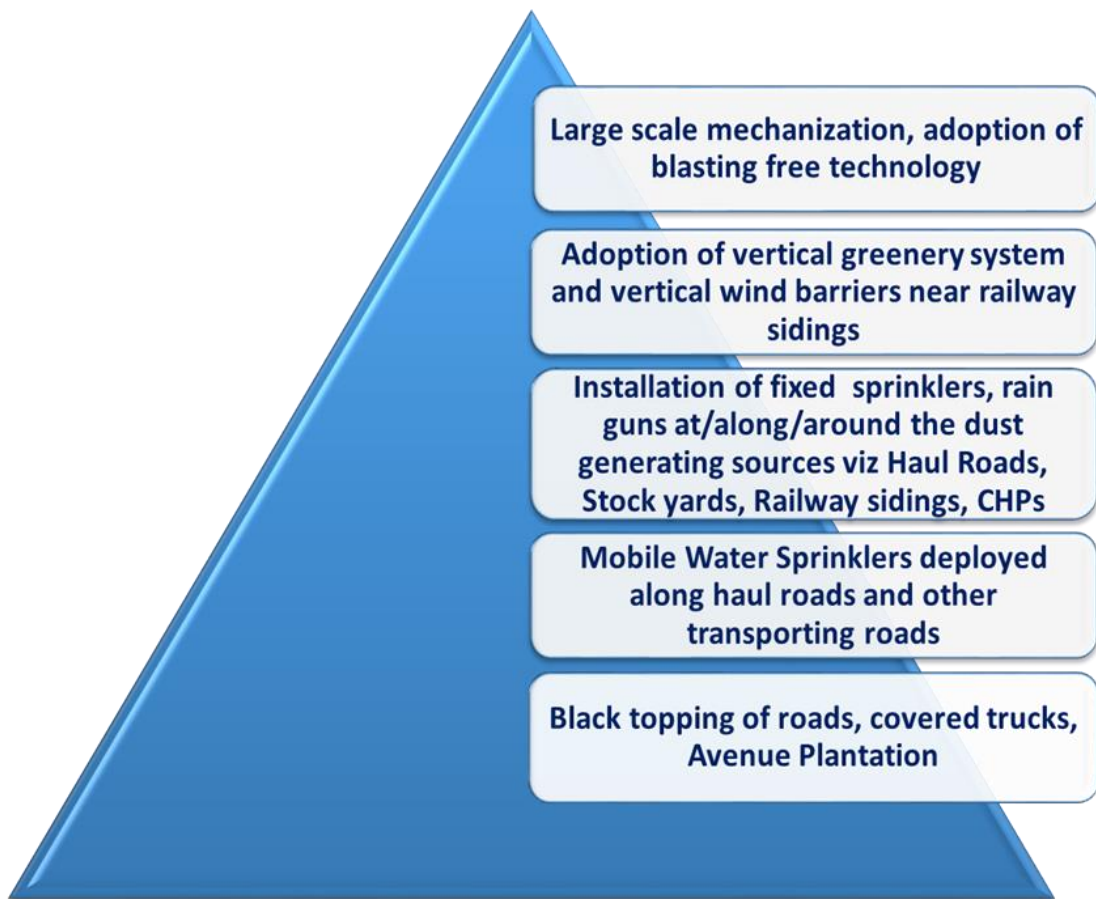 Large scale mechanization, adoption of
blasting free technology
Adoption of vertical greenery system
and vertical wind barriers near railway
sidings
Installation of fixed sprinklers, rain
guns at/along/around the dust
generating sources viz Haul Roads,
Stock yards, Railway sidings, CHPs
Mobile Water Sprinklers deployed
along haul roads and other
transporting roads
Black topping of roads, covered trucks,
Avenue Plantation